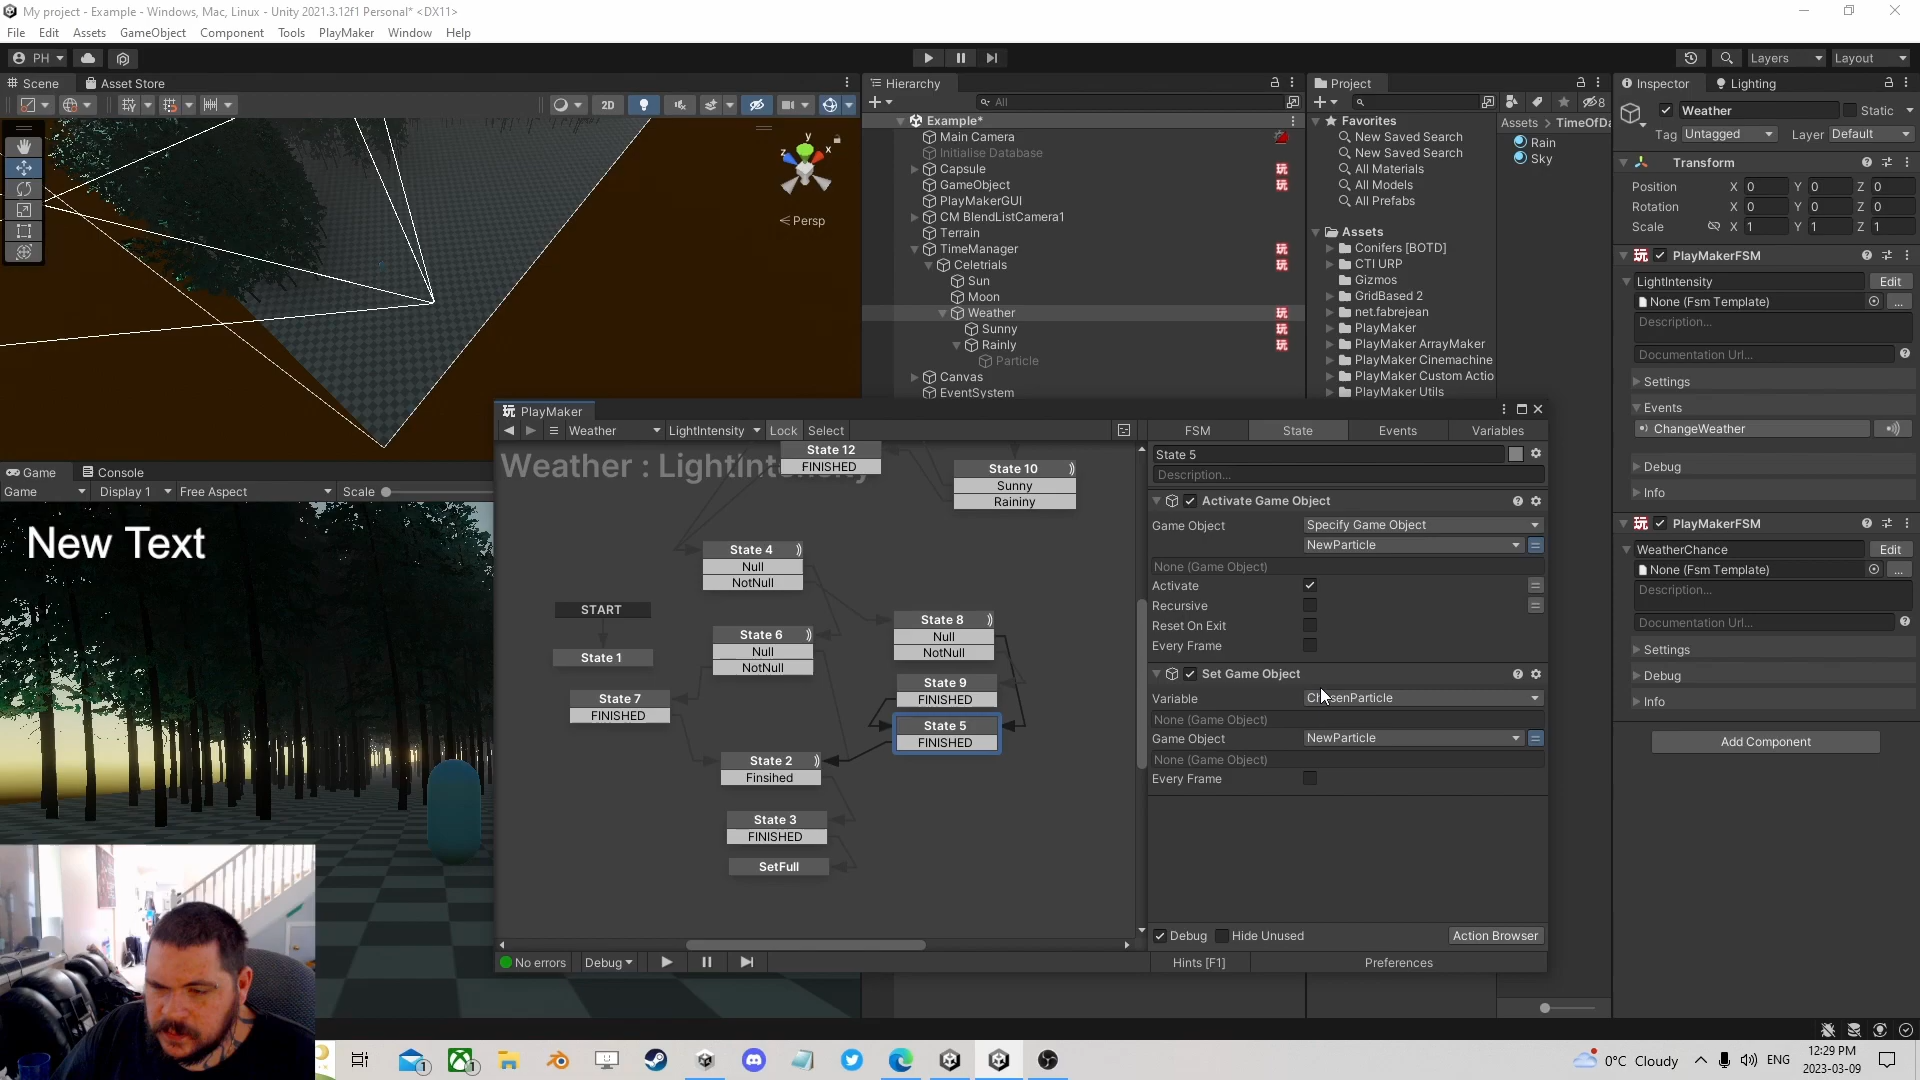 My project - Example - Windows, Mac, Linux - Unity 2021.3.12f1 Personal* <DX11>
File Edit Assets GameObject Component Tools PlayMaker Window Help
PH Layers Layout
Scene Asset Store
2D
y
x
z
Persp
Game Console
Game Display 1 Free Aspect Scale
New Text
Hierarchy
All
Example*
Main Camera
Initialise Database
Capsule
GameObject
PlayMakerGUI
CM BlendListCamera1
Terrain
TimeManager
Celetrials
Sun
Moon
Weather
Sunny
Rainly
Particle
Canvas
EventSystem
Project
8
Favorites
New Saved Search
New Saved Search
All Materials
All Models
All Prefabs
Assets
Conifers [BOTD]
CTI URP
Gizmos
GridBased 2
net.fabrejean
PlayMaker
PlayMaker ArrayMaker
PlayMaker Cinemachine
PlayMaker Custom Actio
PlayMaker Utils
Assets > TimeOfDa
Rain
Sky
PlayMaker
Weather LightIntensity Lock Select
Weather : LightInt
State 12
FINISHED
State 10
Sunny
Raininy
State 4
Null
NotNull
START
State 1
State 6
Null
NotNull
State 8
Null
NotNull
State 7
FINISHED
State 9
FINISHED
State 5
FINISHED
State 2
Finsihed
State 3
FINISHED
SetFull
No errors Debug
FSM State Events Variables
State 5
Description...
Activate Game Object
Game Object Specify Game Object
NewParticle
None (Game Object)
Activate
Recursive
Reset On Exit
Every Frame
Set Game Object
Variable
None (Game Object)
Game Object NewParticle
None (Game Object)
Every Frame
Debug Hide Unused Action Browser
Hints [F1] Preferences
Inspector Lighting
Weather Static
Tag Untagged Layer Default
Transform
Position X 0 Y 0 Z 0
Rotation X 0 Y 0 Z 0
Scale X 1 Y 1 Z 1
PlayMakerFSM
LightIntensity Edit
None (Fsm Template) ...
Description...
Documentation Url...
Settings
Events
ChangeWeather
Debug
Info
PlayMakerFSM
WeatherChance Edit
None (Fsm Template) ...
Description...
Documentation Url...
Settings
Debug
Info
Add Component
1
1
0°C Cloudy
ENG
12:29 PM
2023-03-09